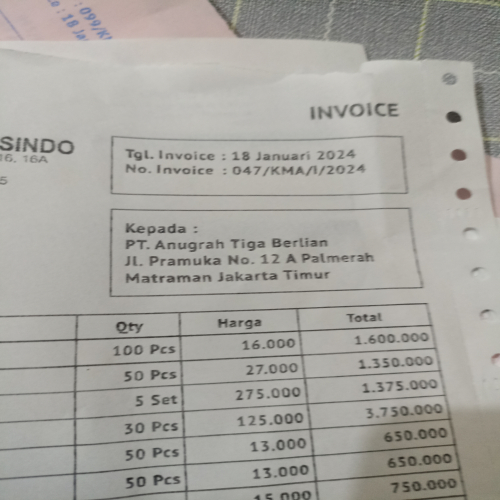 : 099/K
: 18 Ja
INVOICE
SINDO
16, 16A
5
Tgl. Invoice : 18 Januari 2024
No. Invoice : 047/KMA/I/2024
Kepada :
PT. Anugrah Tiga Berlian
Jl. Pramuka No. 12 A Palmerah
Matraman Jakarta Timur
Qty Harga Total
100 Pcs 16.000 1.600.000
50 Pcs 27.000 1.350.000
5 Set 275.000 1.375.000
30 Pcs 125.000 3.750.000
50 Pcs 13.000 650.000
50 Pcs 13.000 650.000
15.000 750.000